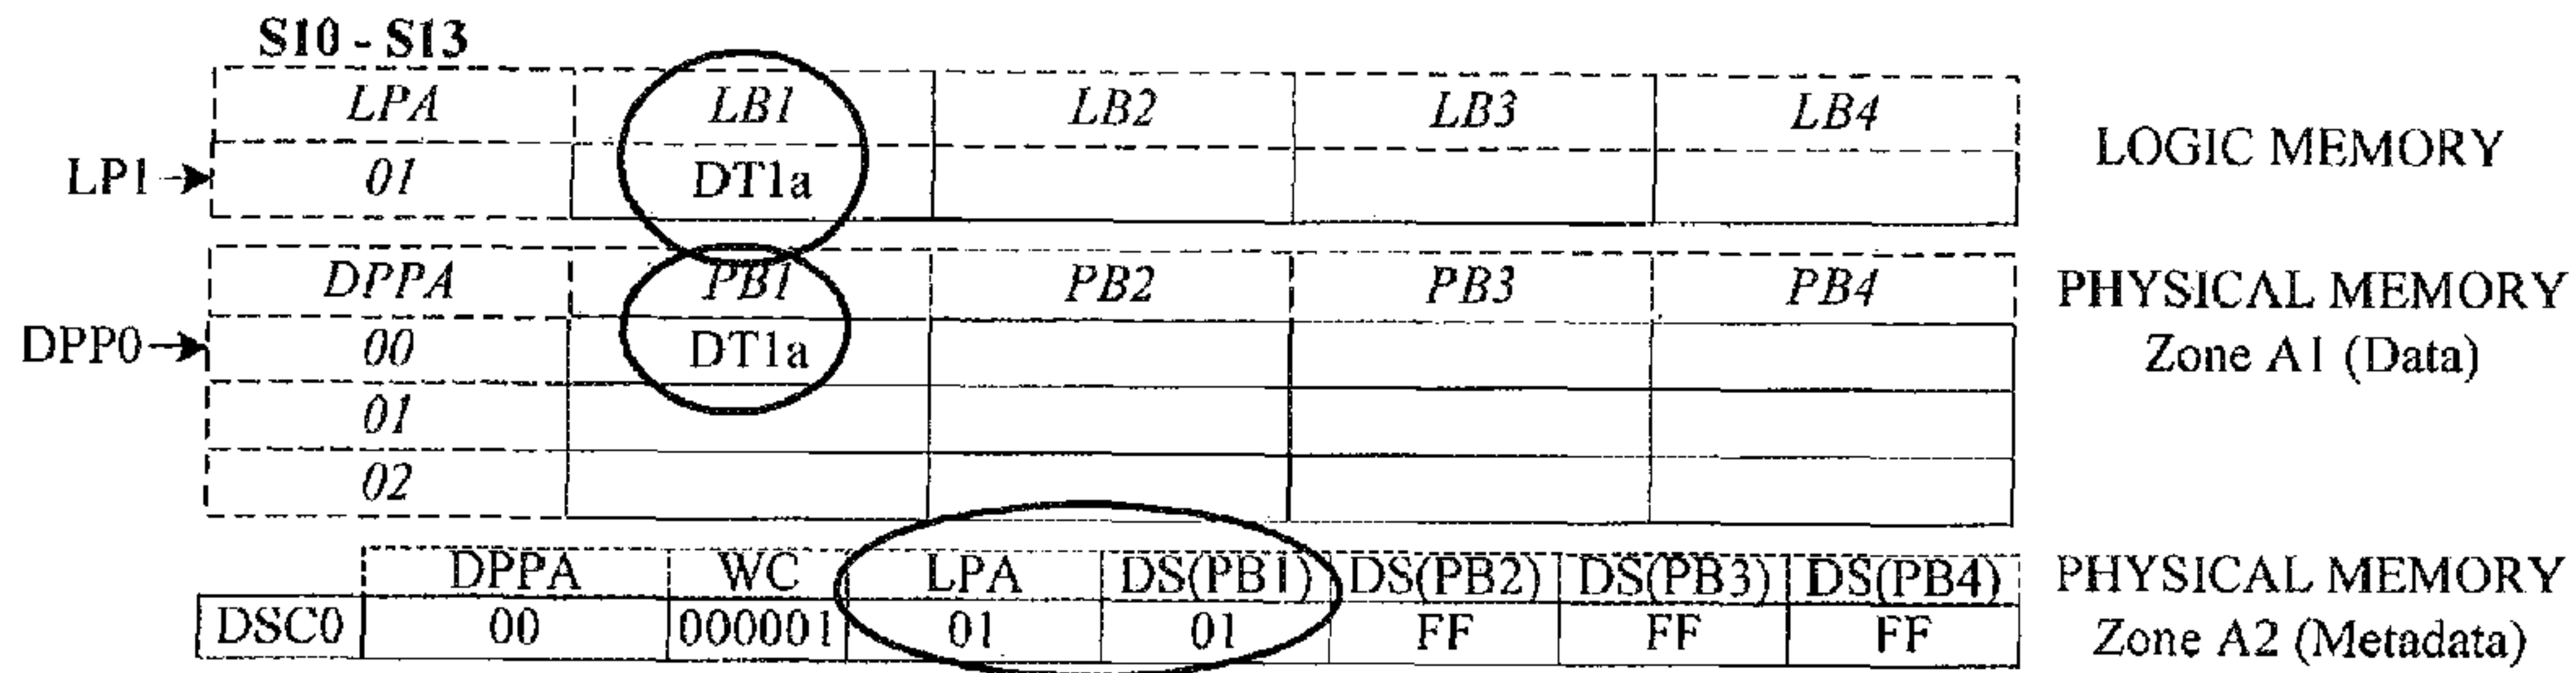 S10 - S13
LPA LB1 LB2 LB3 LB4
LP1 01 DT1a LOGIC MEMORY
DPPA PB1 PB2 PB3 PB4 PHYSICAL MEMORY
DPP0 00 DT1a Zone A1 (Data)
01
02
DPPA WC LPA DS(PB1) DS(PB2) DS(PB3) DS(PB4) PHYSICAL MEMORY
DSC0 00 000001 01 01 FF FF FF Zone A2 (Metadata)